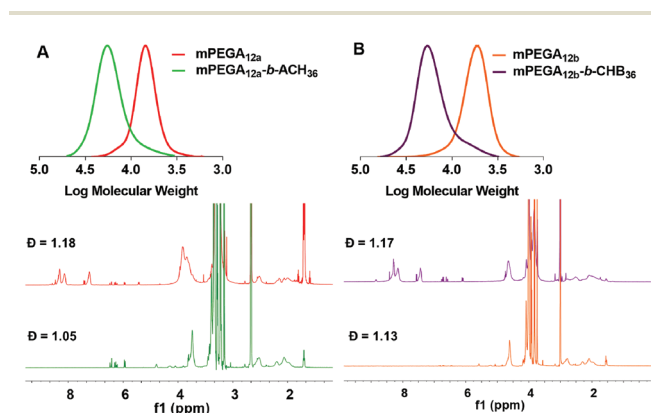 A
mPEGA12a
mPEGA12a-b-ACH36
5.0 4.5 4.0 3.5 3.0
Log Molecular Weight
Đ = 1.18
Đ = 1.05
8 6 4 3 2
f1 (ppm)
B
mPEGA12b
mPEGA12b-b-CHB36
5.0 4.5 4.0 3.5 3.0
Log Molecular Weight
Đ = 1.17
Đ = 1.13
8 6 4 2
f1 (ppm)